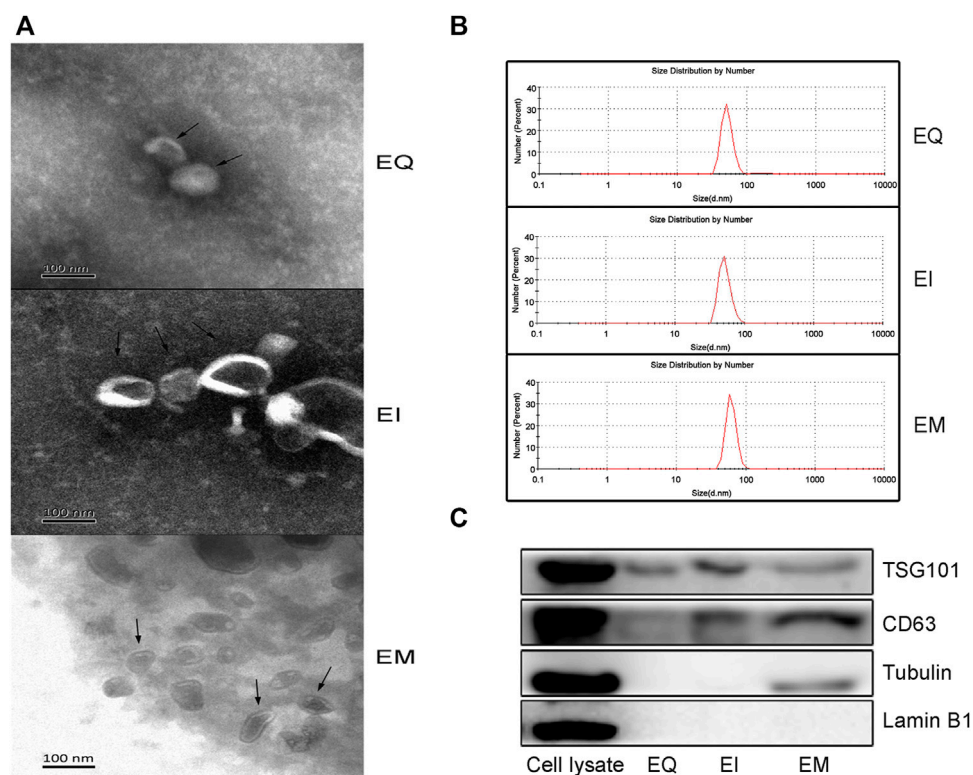 A
100 nm
EQ
100 nm
EI
100 nm
EM
B
Size Distribution by Number
Number (Percent)
40
30
20
10
0
0.1 1 10 100 1000 10000
Size(d.nm)
EQ
Size Distribution by Number
Number (Percent)
40
30
20
10
0
0.1 1 10 100 1000 10000
Size(d.nm)
EI
Size Distribution by Number
Number (Percent)
40
30
20
10
0
0.1 1 10 100 1000 10000
Size(d.nm)
EM
C
TSG101
CD63
Tubulin
Lamin B1
Cell lysate EQ EI EM